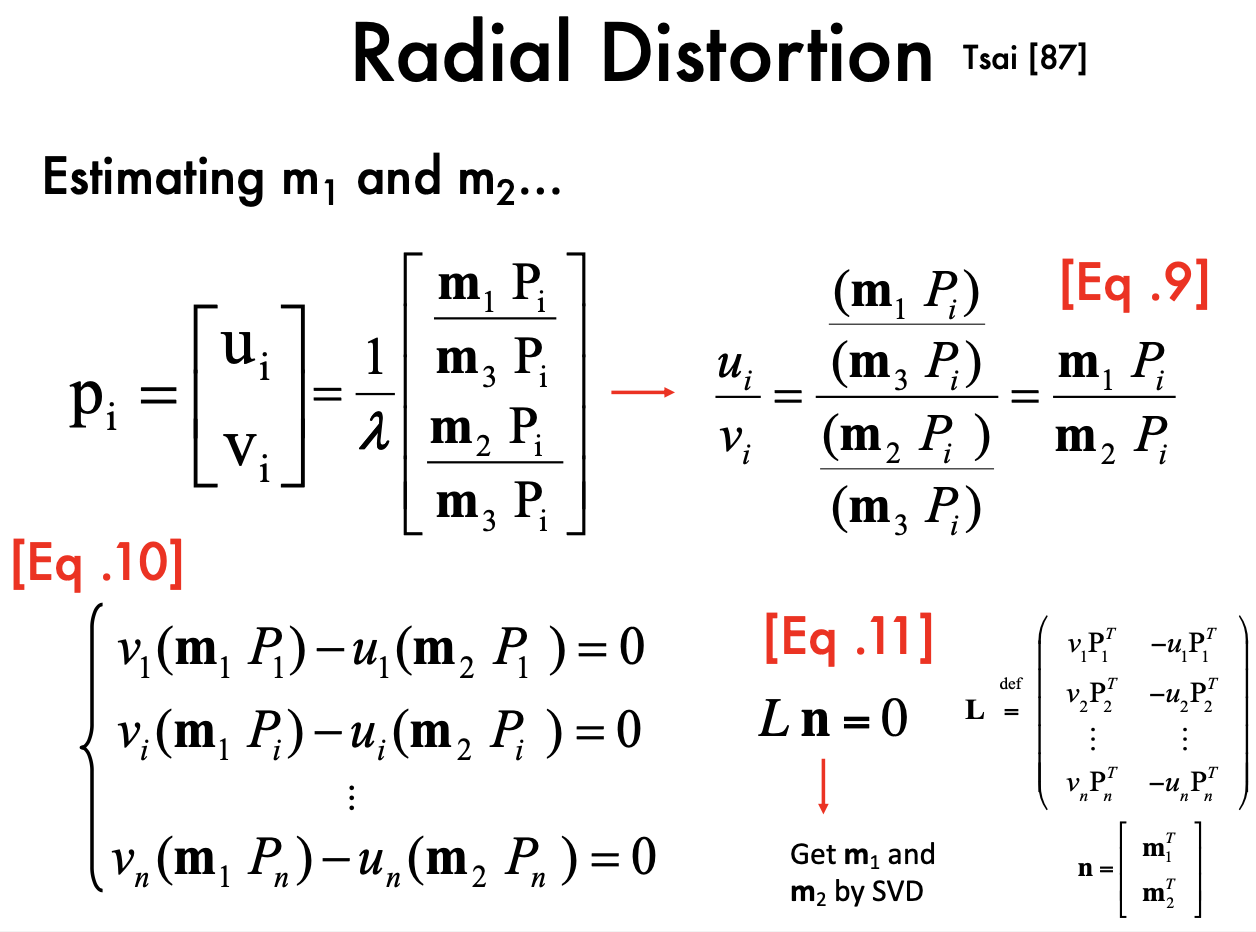 Radial Distortion Tsai [87]
Estimating m₁ and m₂...
pᵢ = [ uᵢ ; vᵢ ] = 1/λ [ m₁ Pᵢ / m₃ Pᵢ ; m₂ Pᵢ / m₃ Pᵢ ] → uᵢ/vᵢ = ((m₁ Pᵢ)/(m₃ Pᵢ)) / ((m₂ Pᵢ)/(m₃ Pᵢ)) = m₁ Pᵢ / m₂ Pᵢ
[Eq .9]
[Eq .10]
v₁(m₁ P₁) − u₁(m₂ P₁) = 0
vᵢ(m₁ Pᵢ) − uᵢ(m₂ Pᵢ) = 0
⋮
vₙ(m₁ Pₙ) − uₙ(m₂ Pₙ) = 0
[Eq .11]
L n = 0
Get m₁ and
m₂ by SVD
L def=
v₁P₁ᵀ −u₁P₁ᵀ
v₂P₂ᵀ −u₂P₂ᵀ
⋮ ⋮
vₙPₙᵀ −uₙPₙᵀ
n = [ m₁ᵀ ; m₂ᵀ ]